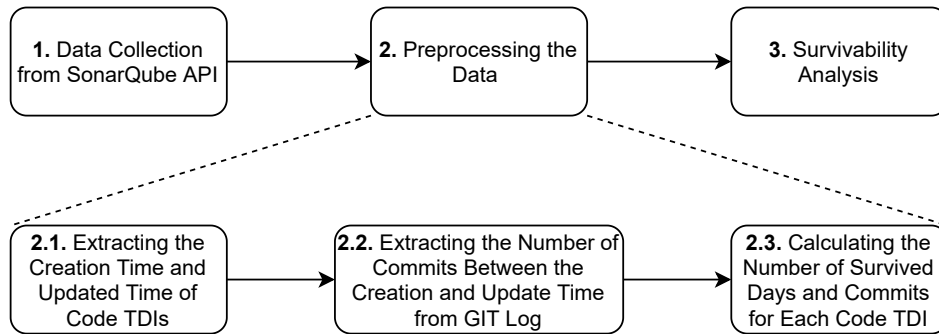 1. Data Collection
from SonarQube API
2. Preprocessing the
Data
3. Survivability
Analysis
2.1. Extracting the
Creation Time and
Updated Time of
Code TDIs
2.2. Extracting the Number of
Commits Between the
Creation and Update Time
from GIT Log
2.3. Calculating the
Number of Survived
Days and Commits
for Each Code TDI